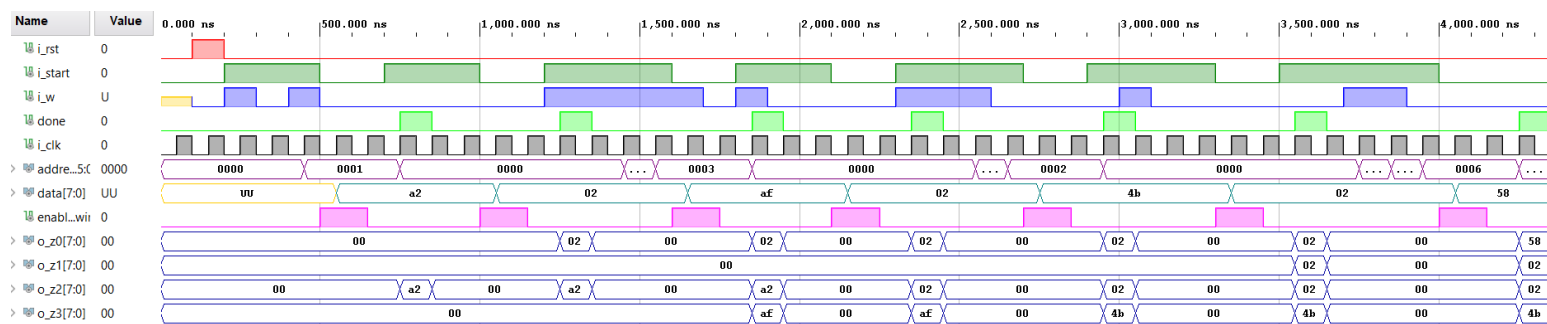 Name Value 0.000 ns 500.000 ns 1,000.000 ns 1,500.000 ns 2,000.000 ns 2,500.000 ns 3,000.000 ns 3,500.000 ns 4,000.000 ns
i_rst 0
i_start 0
i_w U
done 0
i_clk 0
addre...5:( 0000 0000 0001 0000 ... 0003 0000 ... 0002 0000 ... ... 0006 ...
data[7:0] UU UU a2 02 af 02 4b 02 58
enabl..wii 0
o_z0[7:0] 00 00 02 00 02 00 02 00 02 00 02 00 58
o_z1[7:0] 00 00 02 00 02
o_z2[7:0] 00 00 a2 00 a2 00 a2 00 02 00 02 00 02 00 02
o_z3[7:0] 00 00 af 00 af 00 4b 00 4b 00 4b